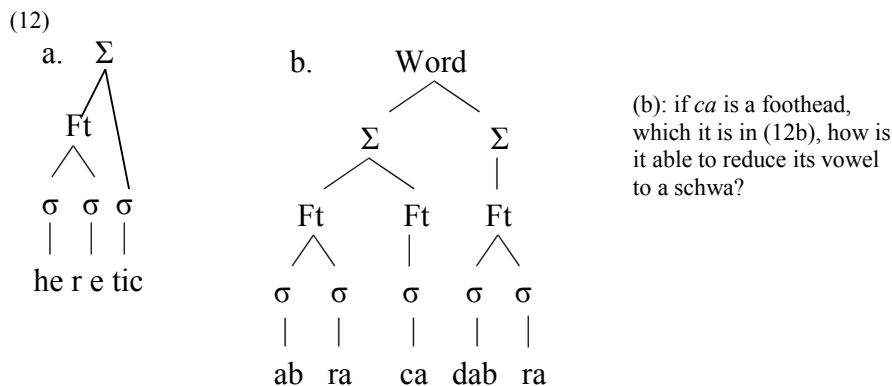 (12)
a. Σ
b. Word
(b): if ca is a foothead,
which it is in (12b), how is
it able to reduce its vowel
to a schwa?
Σ Σ
Ft
Ft Ft Ft
σ σ σ
he r e tic
σ σ σ σ σ
ab ra ca dab ra